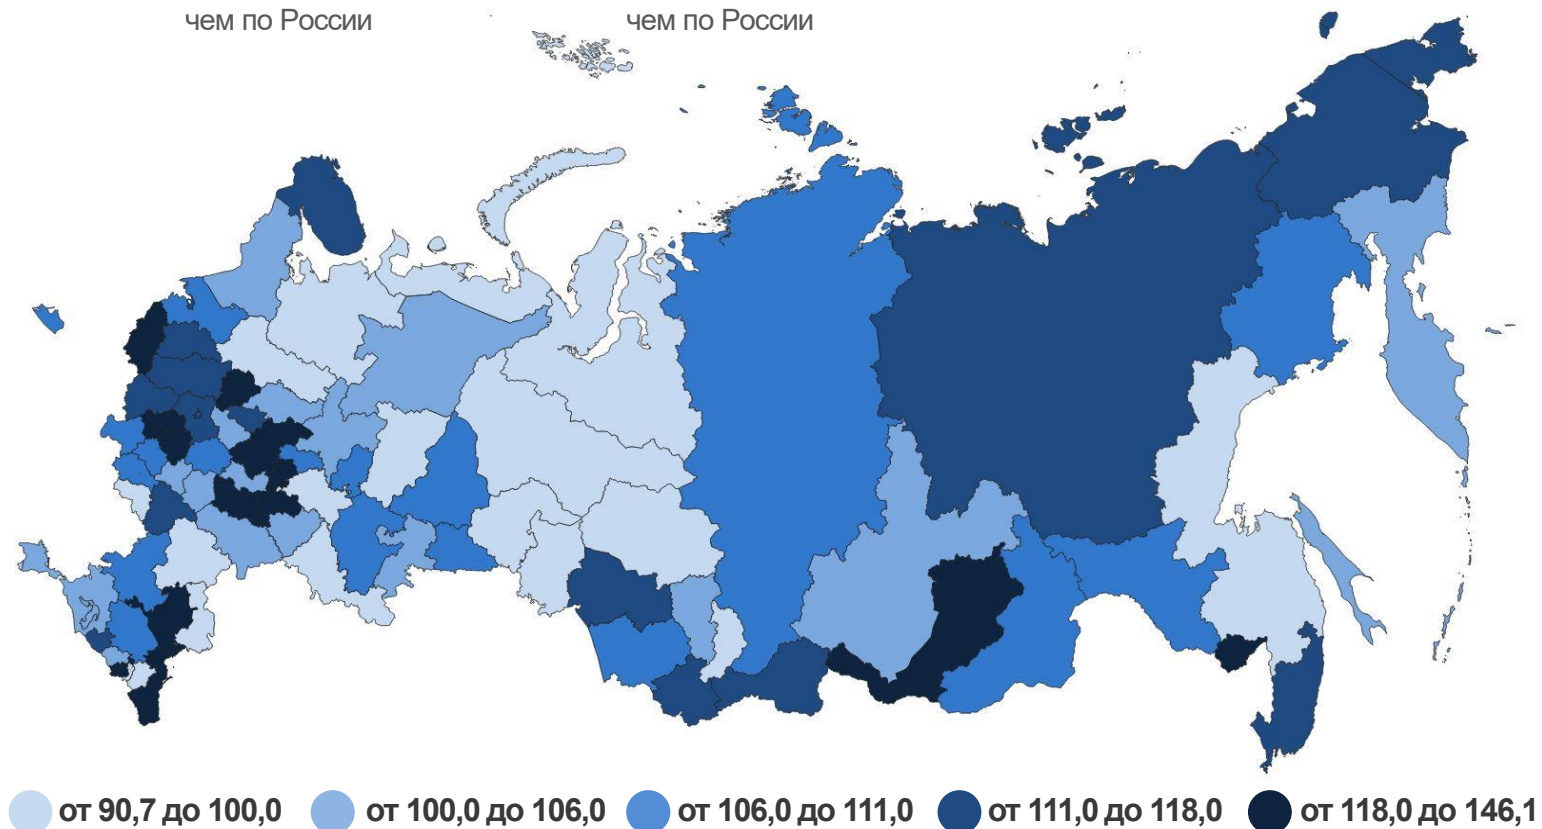 чем по России
чем по России
от 90,7 до 100,0
от 100,0 до 106,0
от 106,0 до 111,0
от 111,0 до 118,0
от 118,0 до 146,1